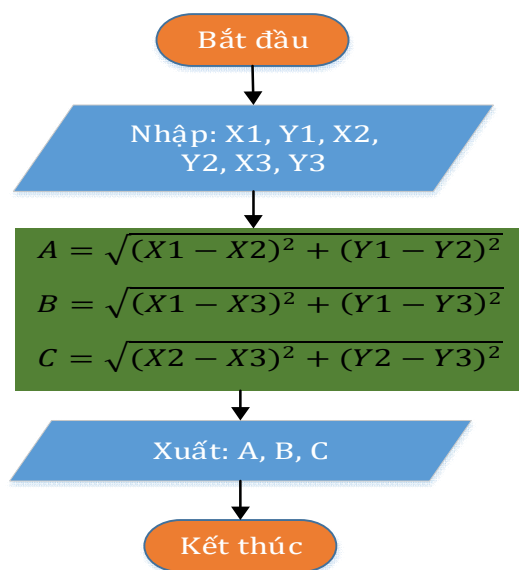 Bắt đầu
Nhập: X1, Y1, X2,
Y2, X3, Y3
A = √(X1 − X2)² + (Y1 − Y2)²
B = √(X1 − X3)² + (Y1 − Y3)²
C = √(X2 − X3)² + (Y2 − Y3)²
Xuất: A, B, C
Kết thúc